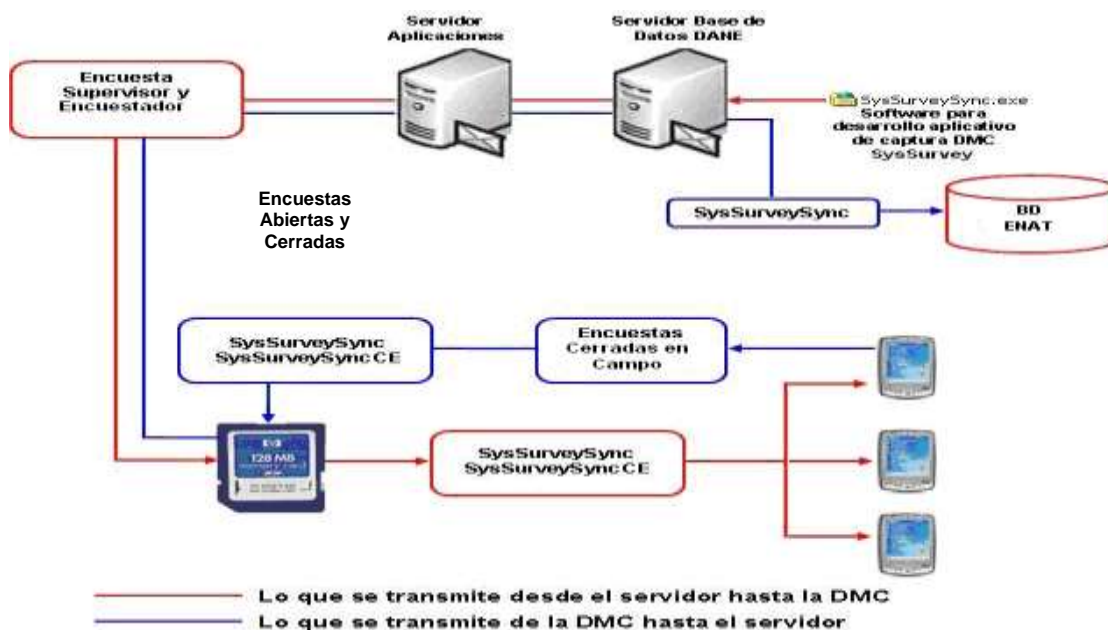 Servidor
Aplicaciones
Servidor Base de
Datos DANE
Encuesta
Supervisor y
Encuestador
SysSurveySync.exe
Software para
desarrollo aplicativo
de captura DMC
SysSurvey
Encuestas
Abiertas y
Cerradas
SysSurveySync
BD
ENAT
SysSurveySync
SysSurveySyncCE
Encuestas
Cerradas en
Campo
128 MB
SysSurveySync
SysSurveySyncCE
Lo que se transmite desde el servidor hasta la DMC
Lo que se transmite de la DMC hasta el servidor